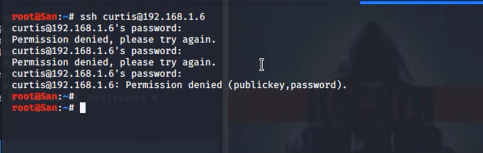 root@San:~# ssh curtis@192.168.1.6
curtis@192.168.1.6's password:
Permission denied, please try again.
curtis@192.168.1.6's password:
Permission denied, please try again.
curtis@192.168.1.6's password:
curtis@192.168.1.6: Permission denied (publickey,password).
root@San:~#
root@San:~#